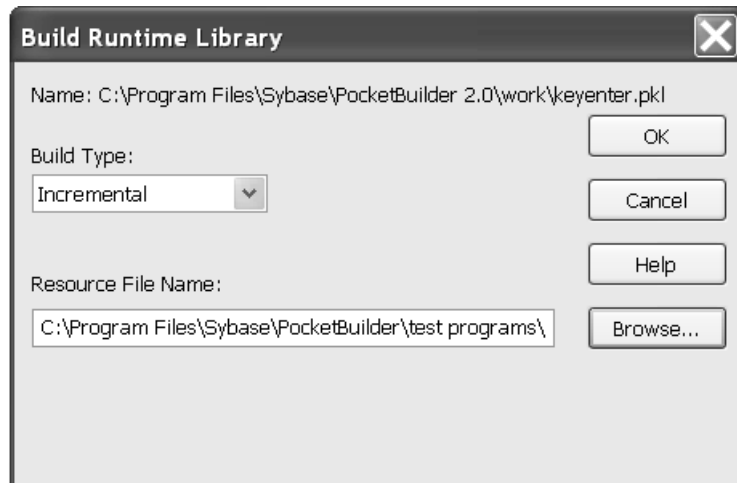 Build Runtime Library
Name: C:\Program Files\Sybase\PocketBuilder 2.0\work\keyenter.pkl
OK
Build Type:
Incremental
Cancel
Help
Resource File Name:
C:\Program Files\Sybase\PocketBuilder\test programs\
Browse...